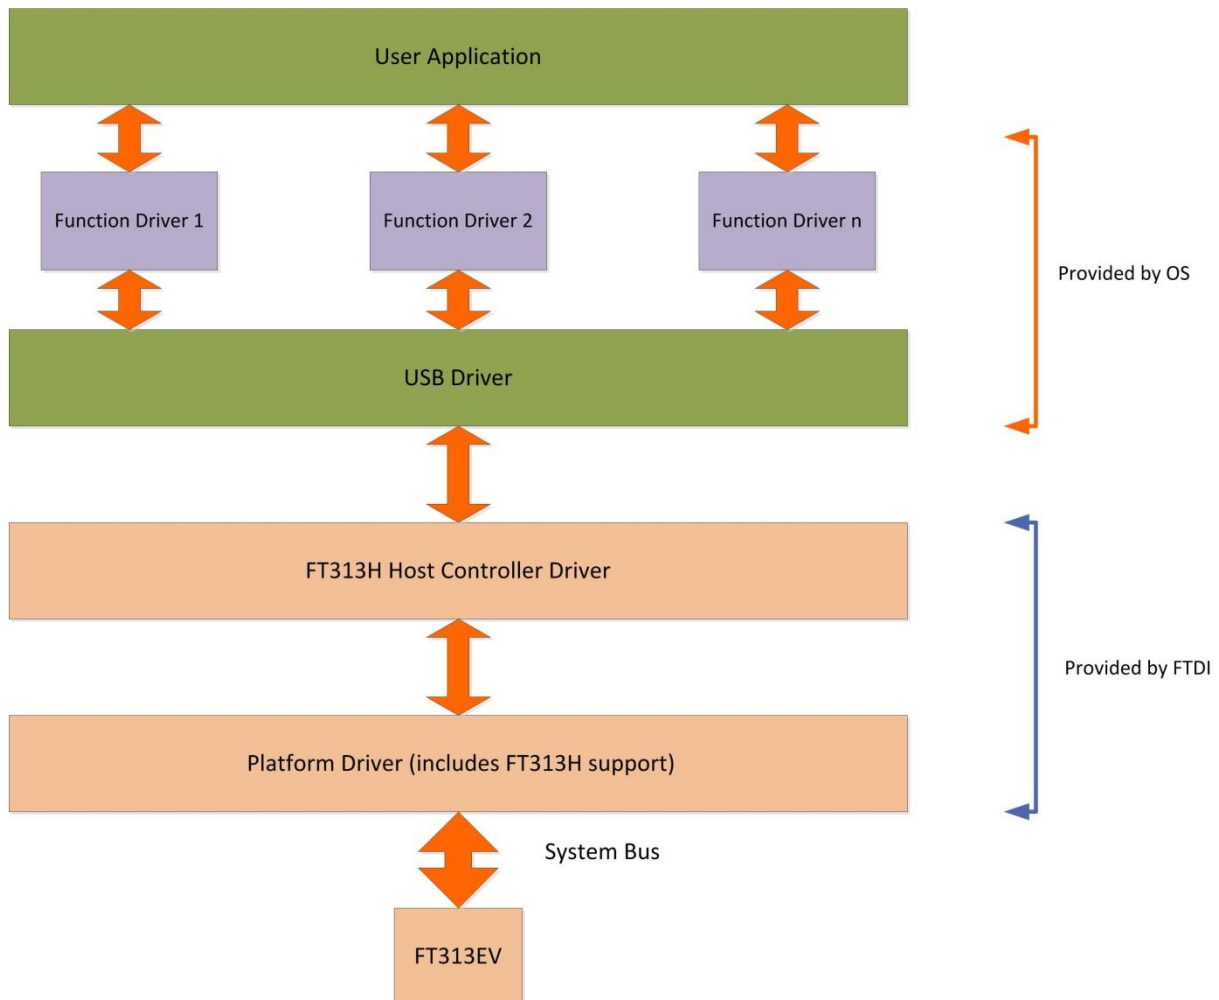 User Application
Function Driver 1
Function Driver 2
Function Driver n
Provided by OS
USB Driver
FT313H Host Controller Driver
Provided by FTDI
Platform Driver (includes FT313H support)
System Bus
FT313EV